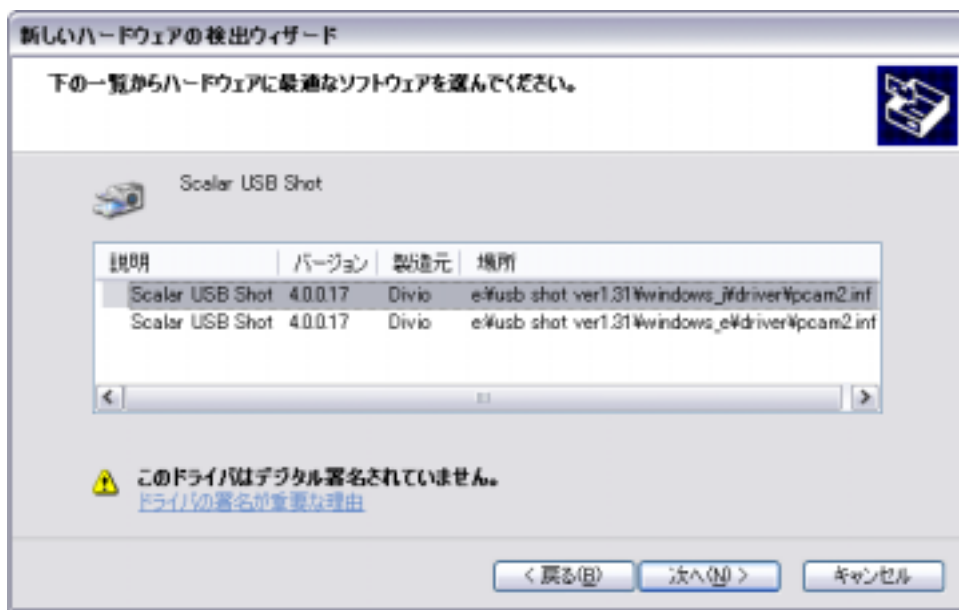 新しいハードウェアの検出ウィザード
下の一覧からハードウェアに最適なソフトウェアを選んでください。
Scalar USB Shot
説明 バージョン 製造元 場所
Scalar USB Shot 4.0.0.17 Divio e:¥usb shot ver1.31¥windows_j¥driver¥pcam2.inf
Scalar USB Shot 4.0.0.17 Divio e:¥usb shot ver1.31¥windows_e¥driver¥pcam2.inf
このドライバはデジタル署名されていません。
ドライバの署名が重要な理由
< 戻る(B) 次へ(N) > キャンセル